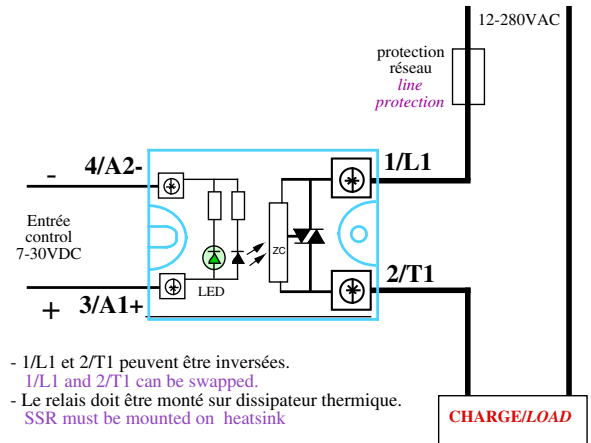 12-280VAC
protection
réseau
line
protection
4/A2-
1/L1
-
Entrée
control
7-30VDC
ZC
LED
+
3/A1+
2/T1
- 1/L1 et 2/T1 peuvent être inversées.
1/L1 and 2/T1 can be swapped.
- Le relais doit être monté sur dissipateur thermique.
SSR must be mounted on heatsink
CHARGE/LOAD